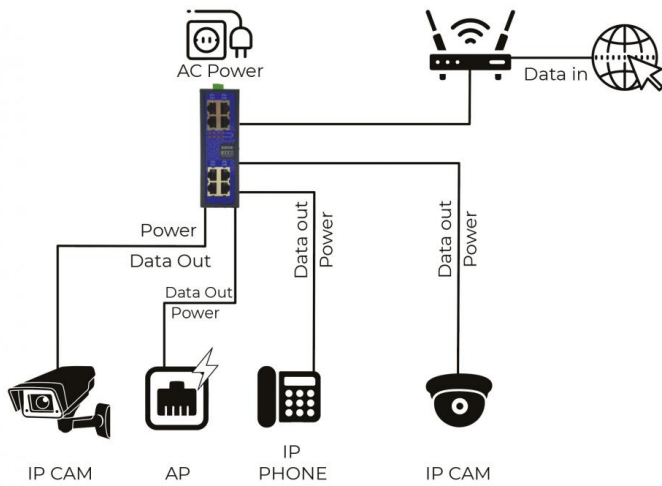 AC Power
Data in
Power
Data Out
Data Out
Power
Data out
Power
Data out
Power
IP CAM
AP
IP
PHONE
IP CAM